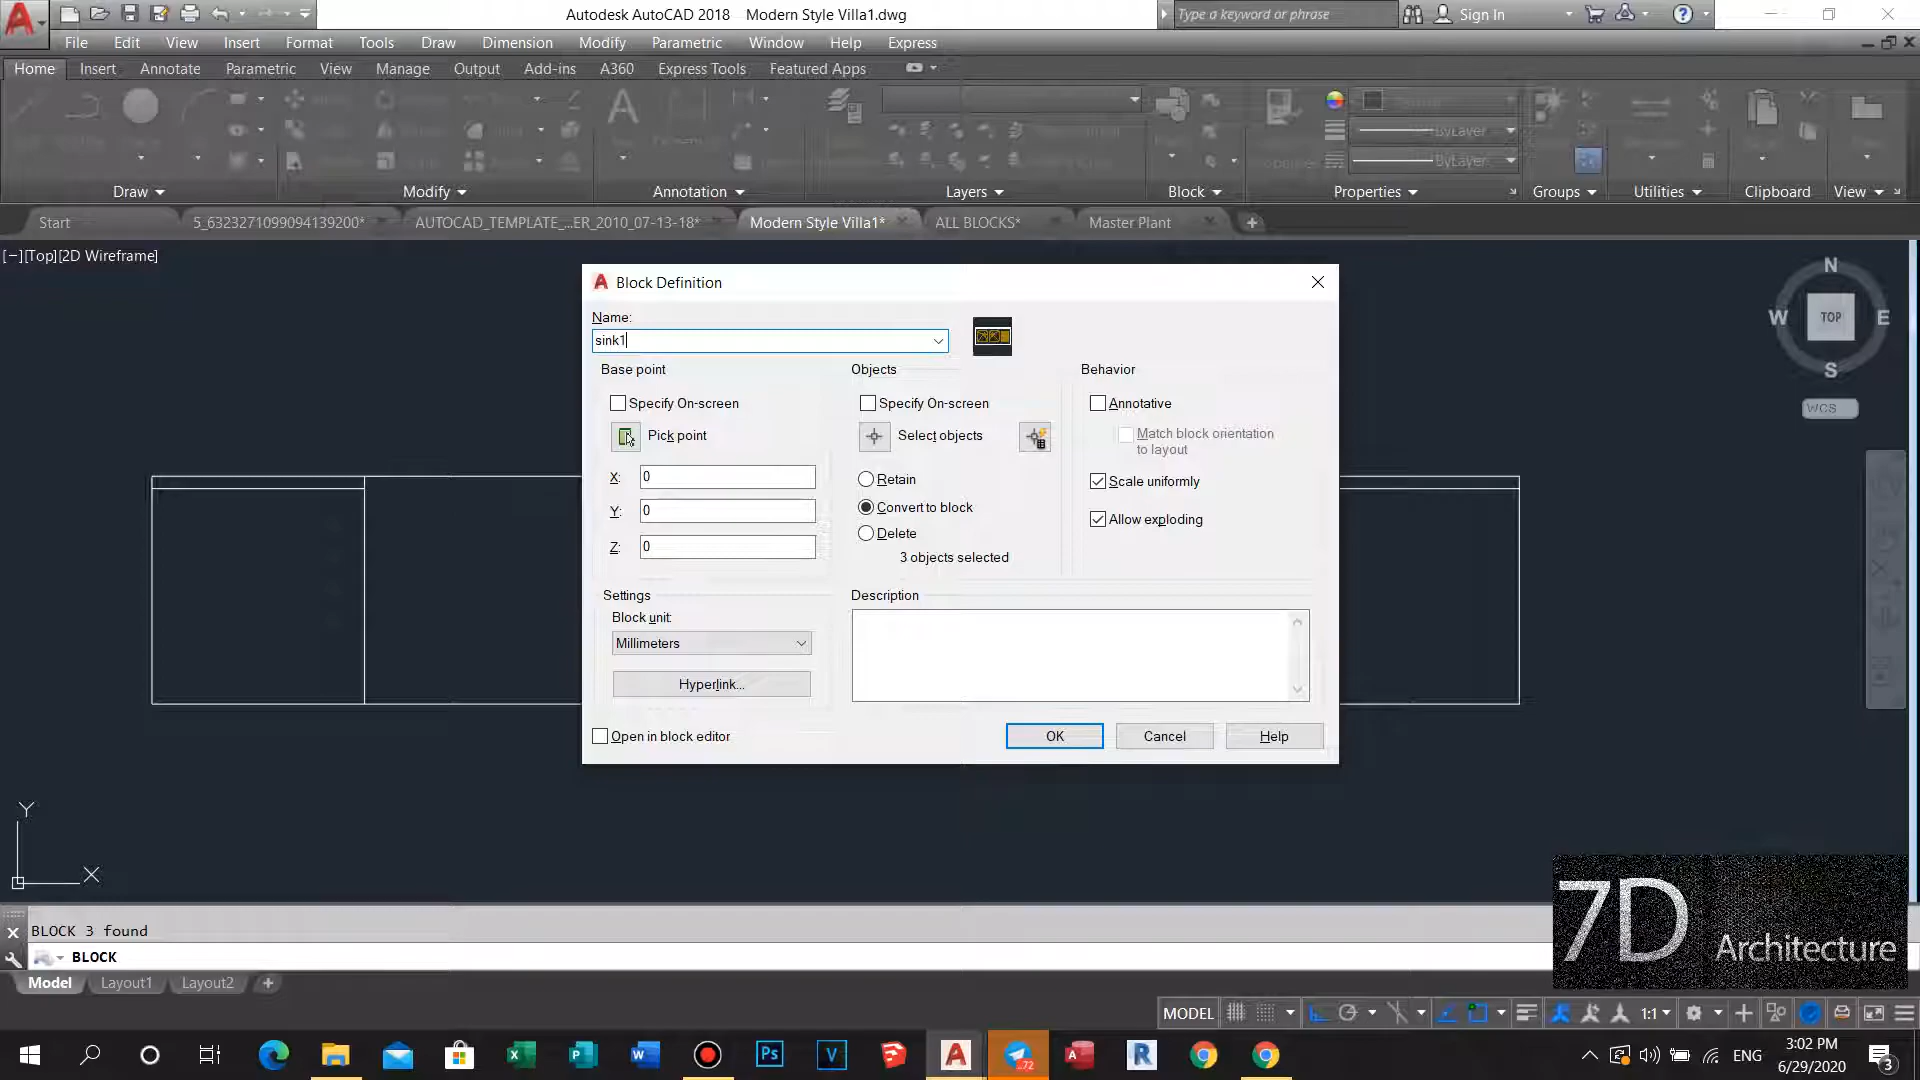 Autodesk AutoCAD 2018 Modern Style Villa1.dwg
Type a keyword or phrase
Sign In
File Edit View Insert Format Tools Draw Dimension Modify Parametric Window Help Express
Home Insert Annotate Parametric View Manage Output Add-ins A360 Express Tools Featured Apps
ByLayer
ByLayer
Draw Modify Annotation Layers Block Properties Groups Utilities Clipboard View
Start 5_6323271099094139200* AUTOCAD_TEMPLATE_...ER_2010_07-13-18* Modern Style Villa1* ALL BLOCKS* Master Plant
[−][Top][2D Wireframe]
N
W TOP E
S
WCS
Block Definition
Name:
sink1
Base point Objects Behavior
Specify On-screen Specify On-screen Annotative
Pick point Select objects Match block orientation
to layout
X: 0 Retain Scale uniformly
Y: 0 Convert to block Allow exploding
Z: 0 Delete
3 objects selected
Settings Description
Block unit:
Millimeters
Hyperlink...
Open in block editor OK Cancel Help
Y
X
BLOCK 3 found
BLOCK
7D Architecture
Model Layout1 Layout2
MODEL 1:1
72
ENG 3:02 PM
6/29/2020
3